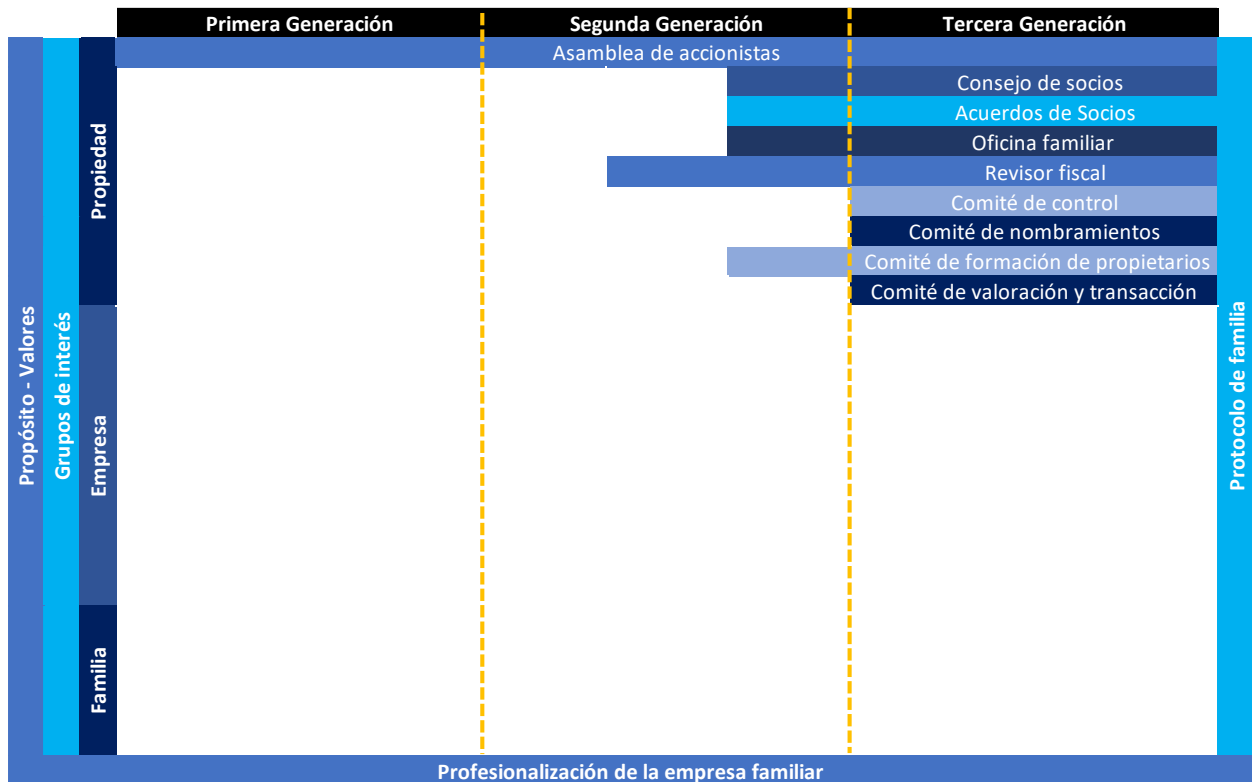 Primera Generación
Segunda Generación
Tercera Generación
Asamblea de accionistas
Consejo de socios
Acuerdos de Socios
Oficina familiar
Revisor fiscal
Comité de control
Comité de nombramientos
Comité de formación de propietarios
Comité de valoración y transacción
Propósito - Valores
Grupos de interés
Propiedad
Empresa
Familia
Protocolo de familia
Profesionalización de la empresa familiar